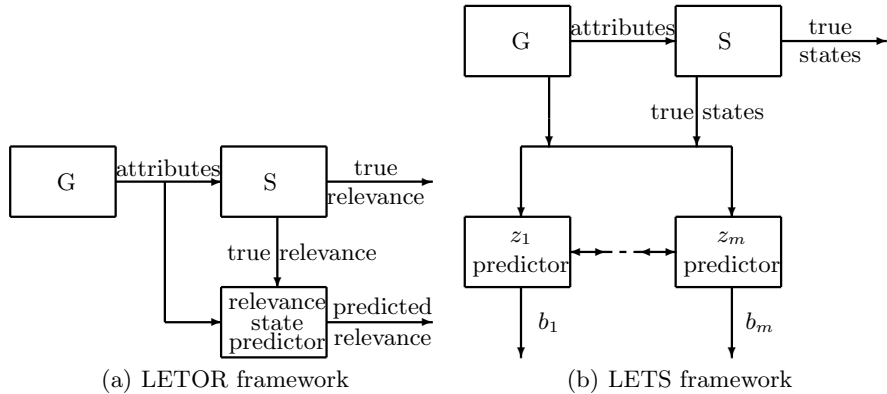 G
attributes
S
true
relevance
true relevance
relevance
state
predictor
predicted
relevance
(a) LETOR framework
G
attributes
S
true
states
true states
z₁
predictor
zₘ
predictor
b₁
bₘ
(b) LETS framework